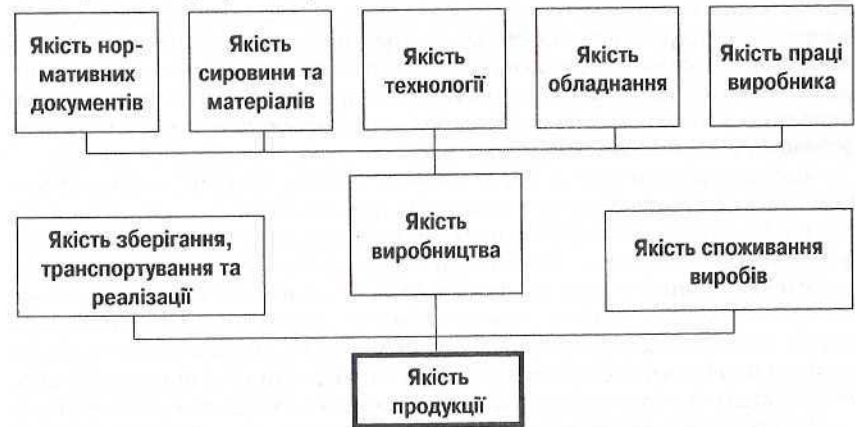 Якість нор-
мативних
документів
Якість
сировини та
матеріалів
Якість
технології
Якість
обладнання
Якість праці
виробника
Якість зберігання,
транспортування та
реалізації
Якість
виробництва
Якість споживання
виробів
Якість
продукції